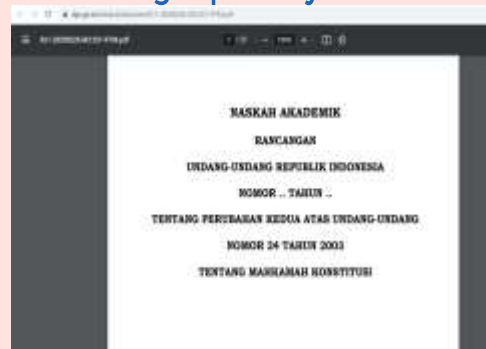 NASKAH AKADEMIK
RANCANGAN
UNDANG-UNDANG REPUBLIK INDONESIA
NOMOR .. TAHUN ..
TENTANG PERUBAHAN KEDUA ATAS UNDANG-UNDANG
NOMOR 24 TAHUN 2003
TENTANG MAHKAMAH KONSTITUSI